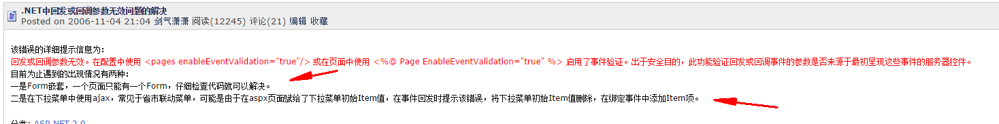 .NET中回发或回调参数无效问题的解决
Posted on 2006-11-04 21:04 剑气潇潇 阅读(12245) 评论(21) 编辑 收藏
该错误的详细提示信息为：
回发或回调参数无效。在配置中使用 <pages enableEventValidation="true"/> 或在页面中使用 <%@ Page EnableEventValidation="true" %> 启用了事件验证。出于安全目的，此功能验证回发或回调事件的参数是否来源于最初呈现这些事件的服务器控件。
目前为止遇到的出现情况有两种：
一是Form嵌套，一个页面只能有一个Form，仔细检查代码就可以解决。
二是在下拉菜单中使用ajax，常见于省市联动菜单，可能是由于在aspx页面赋给了下拉菜单初始Item值，在事件回发时提示该错误，将下拉菜单初始Item值删除，在绑定事件中添加Item项。
分类: ASP.NET 2.0